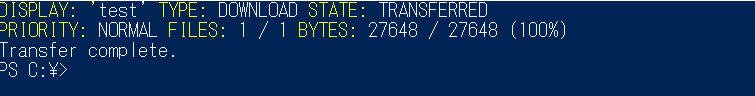 DISPLAY: 'test' TYPE: DOWNLOAD STATE: TRANSFERRED
PRIORITY: NORMAL FILES: 1 / 1 BYTES: 27648 / 27648 (100%)
Transfer complete.
PS C:¥>